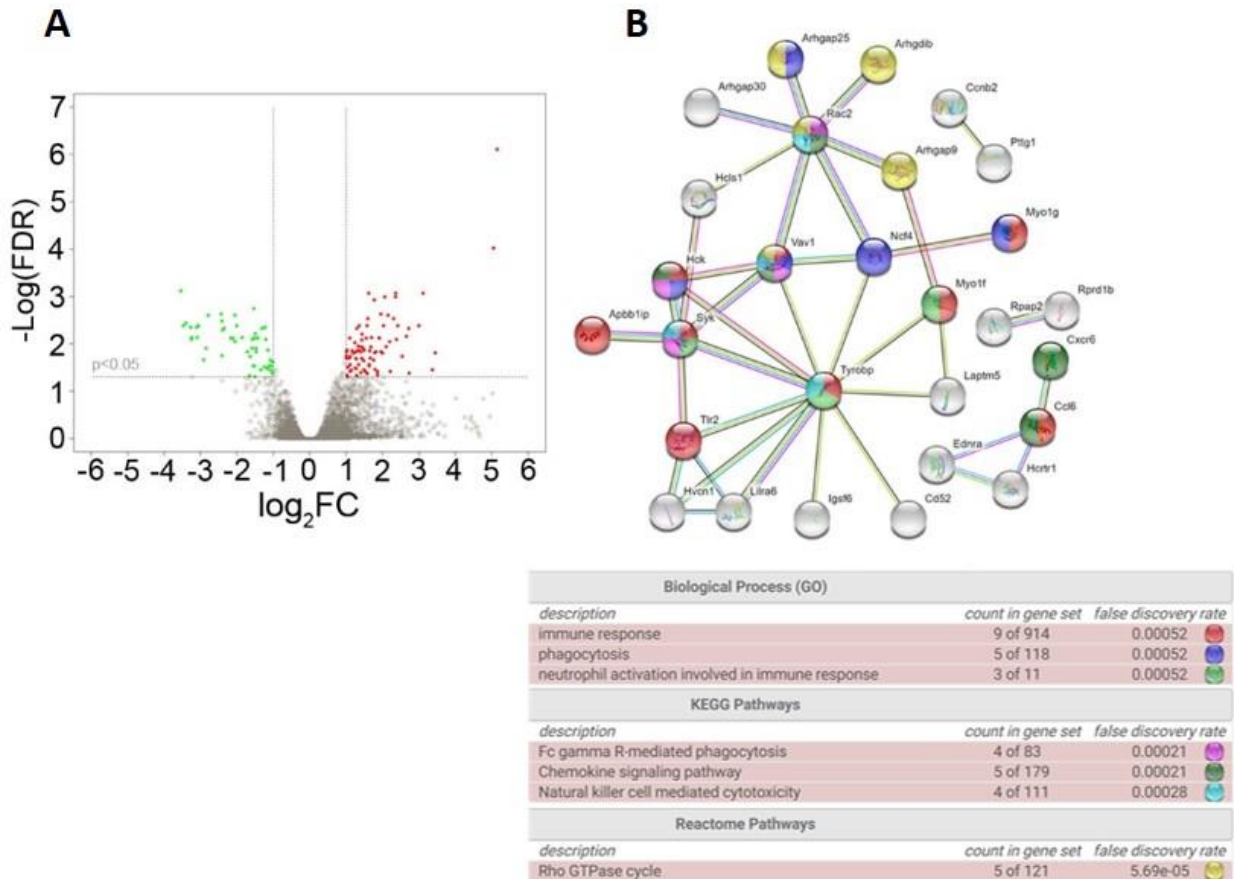 A
B
7
6
5
4
3
2
1
0
-Log(FDR)
p<0.05
-6 -5 -4 -3 -2 -1 0 1 2 3 4 5 6
log2FC
Arhgap25
Arhgdib
Arhgap30
Rac2
Ccnb2
Pttg1
Arhgap9
Hcls1
Myo1g
Vav1
Ncf4
Hck
Myo1f
Rprd1b
Rpap2
Apbb1ip
Syk
Cxcr6
Tyrobp
Laptm5
Ccl6
Tlr2
Ednra
Hcrtr1
Hvcn1
Lilra6
Igsf6
Cd52
Biological Process (GO)
description count in gene set false discovery rate
immune response 9 of 914 0.00052
phagocytosis 5 of 118 0.00052
neutrophil activation involved in immune response 3 of 11 0.00052
KEGG Pathways
description count in gene set false discovery rate
Fc gamma R-mediated phagocytosis 4 of 83 0.00021
Chemokine signaling pathway 5 of 179 0.00021
Natural killer cell mediated cytotoxicity 4 of 111 0.00028
Reactome Pathways
description count in gene set false discovery rate
Rho GTPase cycle 5 of 121 5.69e-05